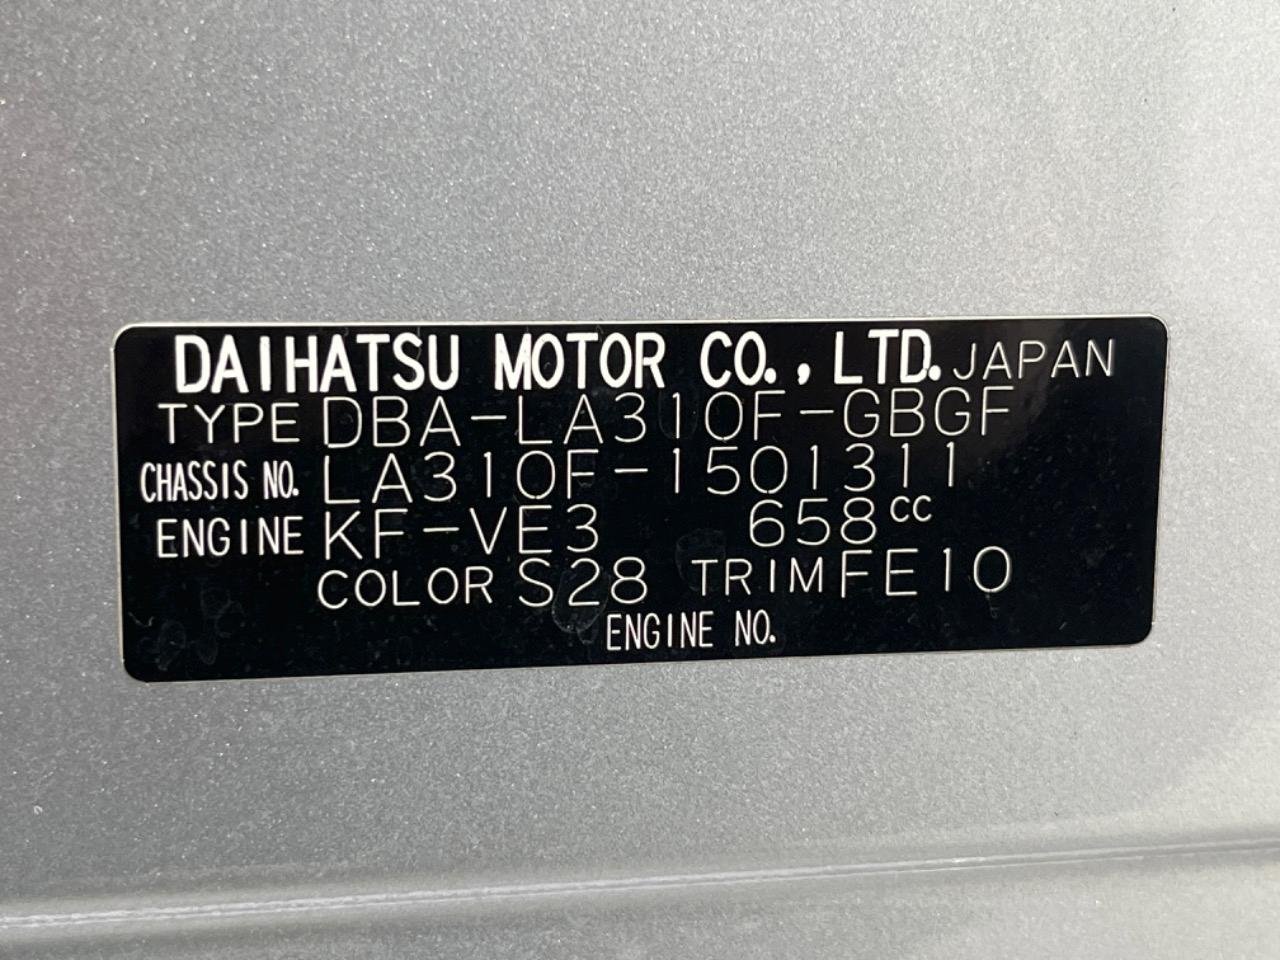 DAIHATSU MOTOR CO., LTD. JAPAN
TYPE DBA-LA310F-GBGF
CHASSIS NO. LA310F-1501311
ENGINE KF-VE3 658cc
COLOR S28 TRIM FE10
ENGINE NO.